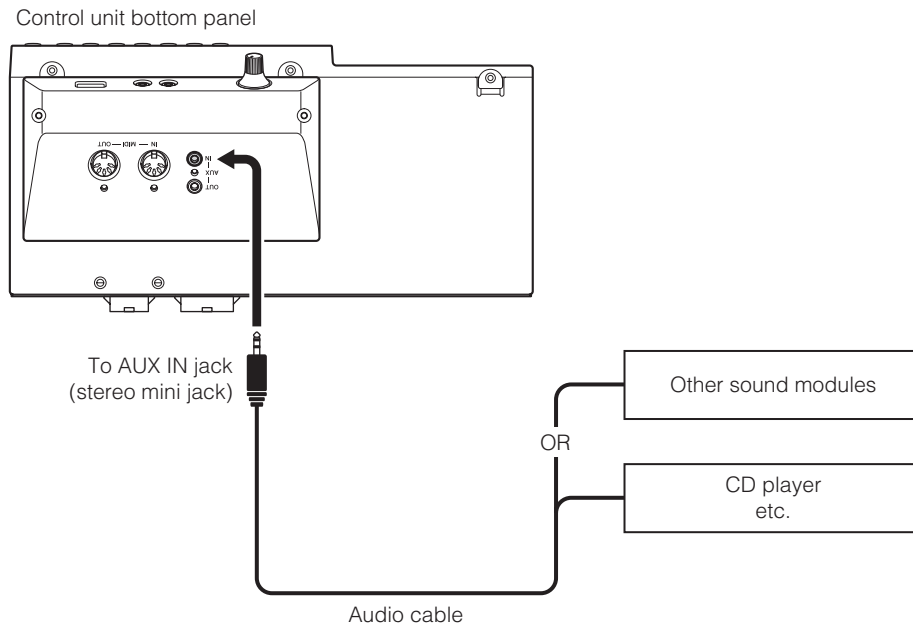 Control unit bottom panel
OUT — MIDI — IN
IN
AUX
OUT
To AUX IN jack
(stereo mini jack)
Other sound modules
OR
CD player
etc.
Audio cable